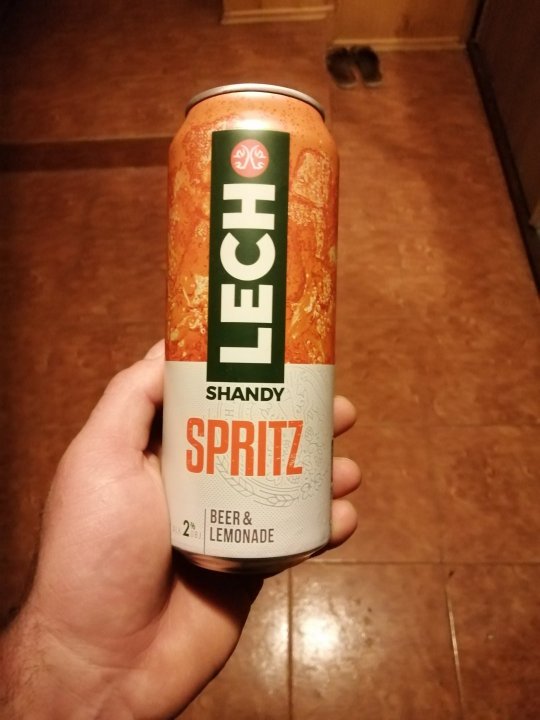 LECH
SHANDY
SPRITZ
2%
BEER &
LEMONADE